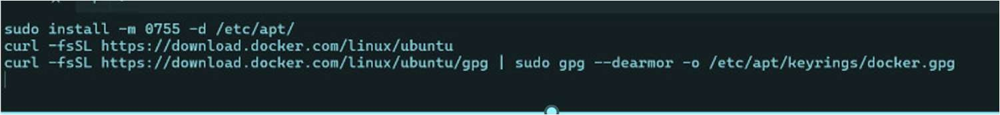 sudo install -m 0755 -d /etc/apt/
curl -fsSL https://download.docker.com/linux/ubuntu
curl -fsSL https://download.docker.com/linux/ubuntu/gpg | sudo gpg --dearmor -o /etc/apt/keyrings/docker.gpg